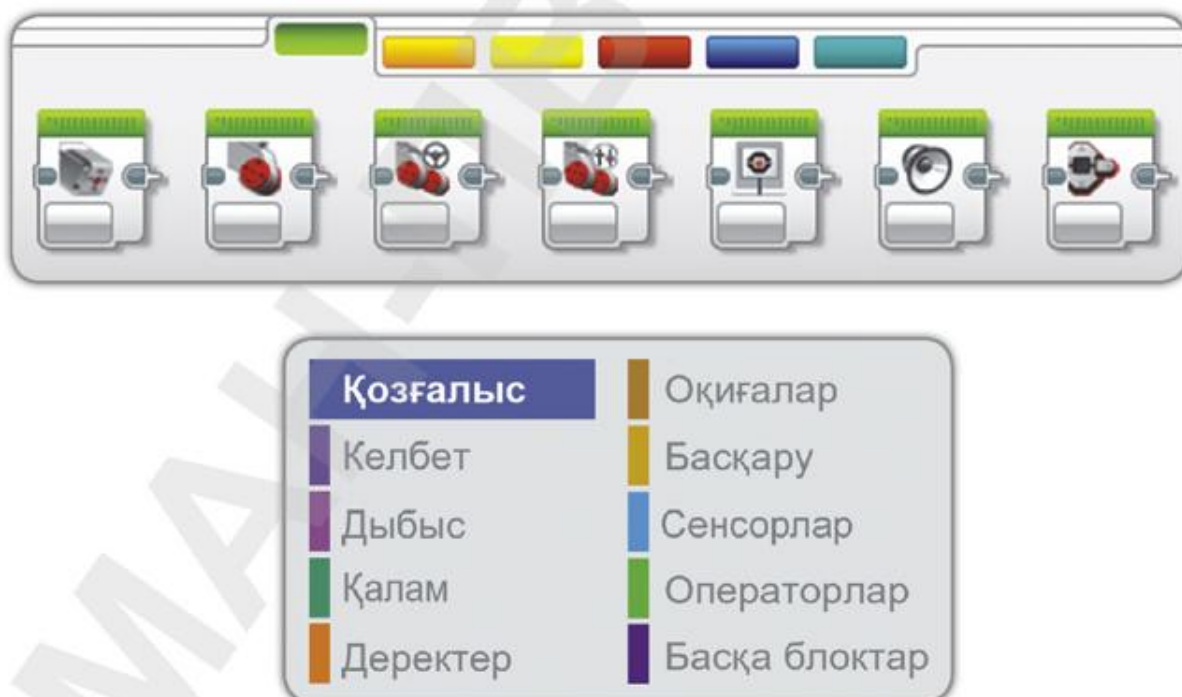 Қозғалыс
Келбет
Дыбыс
Қалам
Деректер
Оқиғалар
Басқару
Сенсорлар
Операторлар
Басқа блоктар